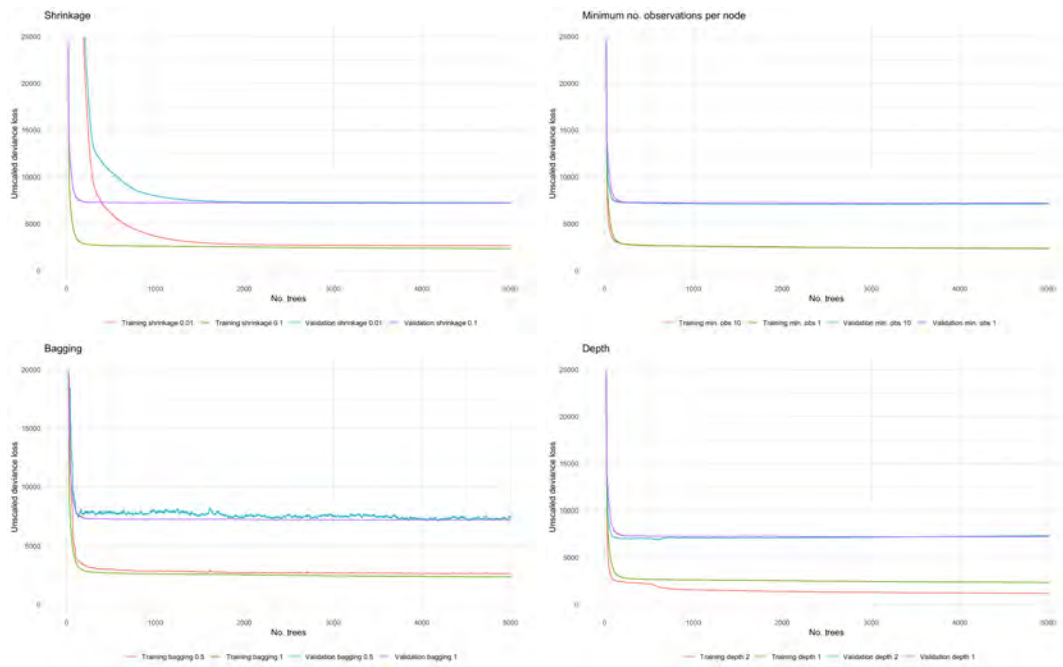 Shrinkage
25000
20000
15000
10000
5000
0
Unscaled deviance loss
0 1000 2000 3000 4000 5000
No. trees
Training shrinkage 0.01 Training shrinkage 0.1 Validation shrinkage 0.01 Validation shrinkage 0.1
Minimum no. observations per node
25000
20000
15000
10000
5000
0
Unscaled deviance loss
0 1000 2000 3000 4000 5000
No. trees
Training min. obs 10 Training min. obs 1 Validation min. obs 10 Validation min. obs 1
Bagging
20000
15000
10000
5000
0
Unscaled deviance loss
0 1000 2000 3000 4000 5000
No. trees
Training bagging 0.5 Training bagging 1 Validation bagging 0.5 Validation bagging 1
Depth
25000
20000
15000
10000
5000
0
Unscaled deviance loss
0 1000 2000 3000 4000 5000
No. trees
Training depth 2 Training depth 1 Validation depth 2 Validation depth 1